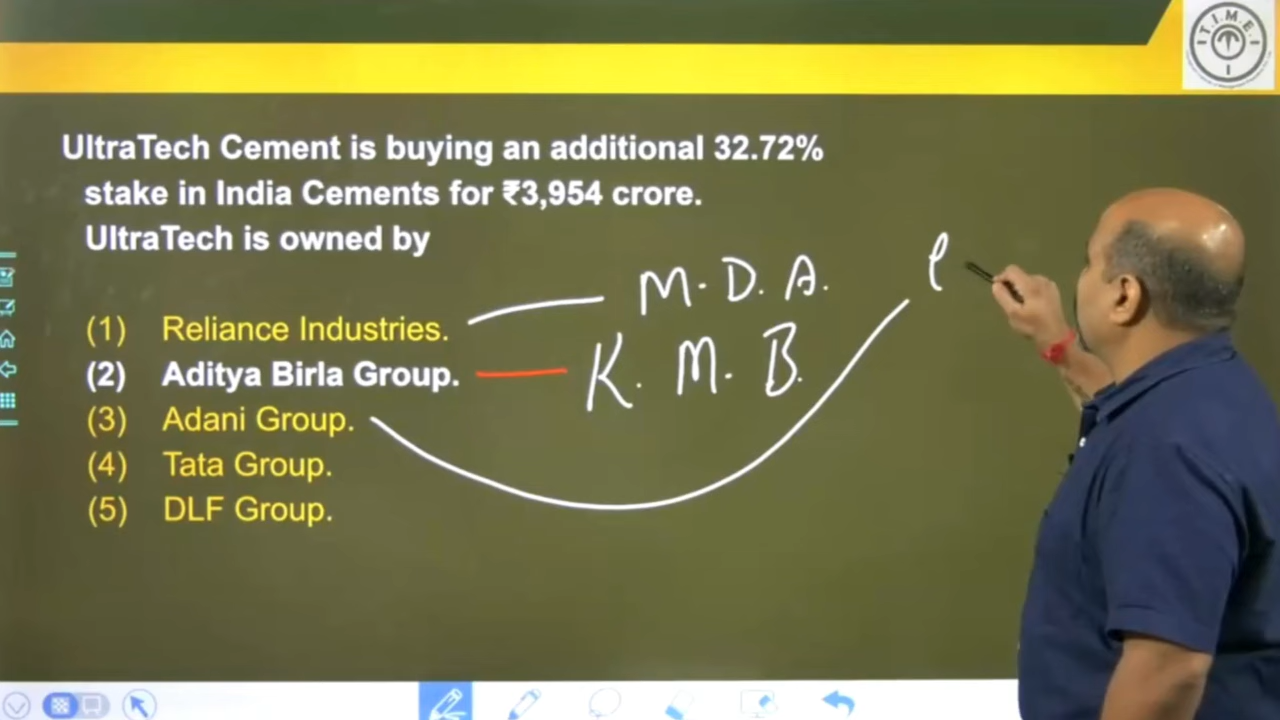 T.I.M.E.
UltraTech Cement is buying an additional 32.72%
stake in India Cements for ₹3,954 crore.
UltraTech is owned by
(1) Reliance Industries.
M. D. A.
(2) Aditya Birla Group.
K. M. B.
(3) Adani Group.
(4) Tata Group.
(5) DLF Group.